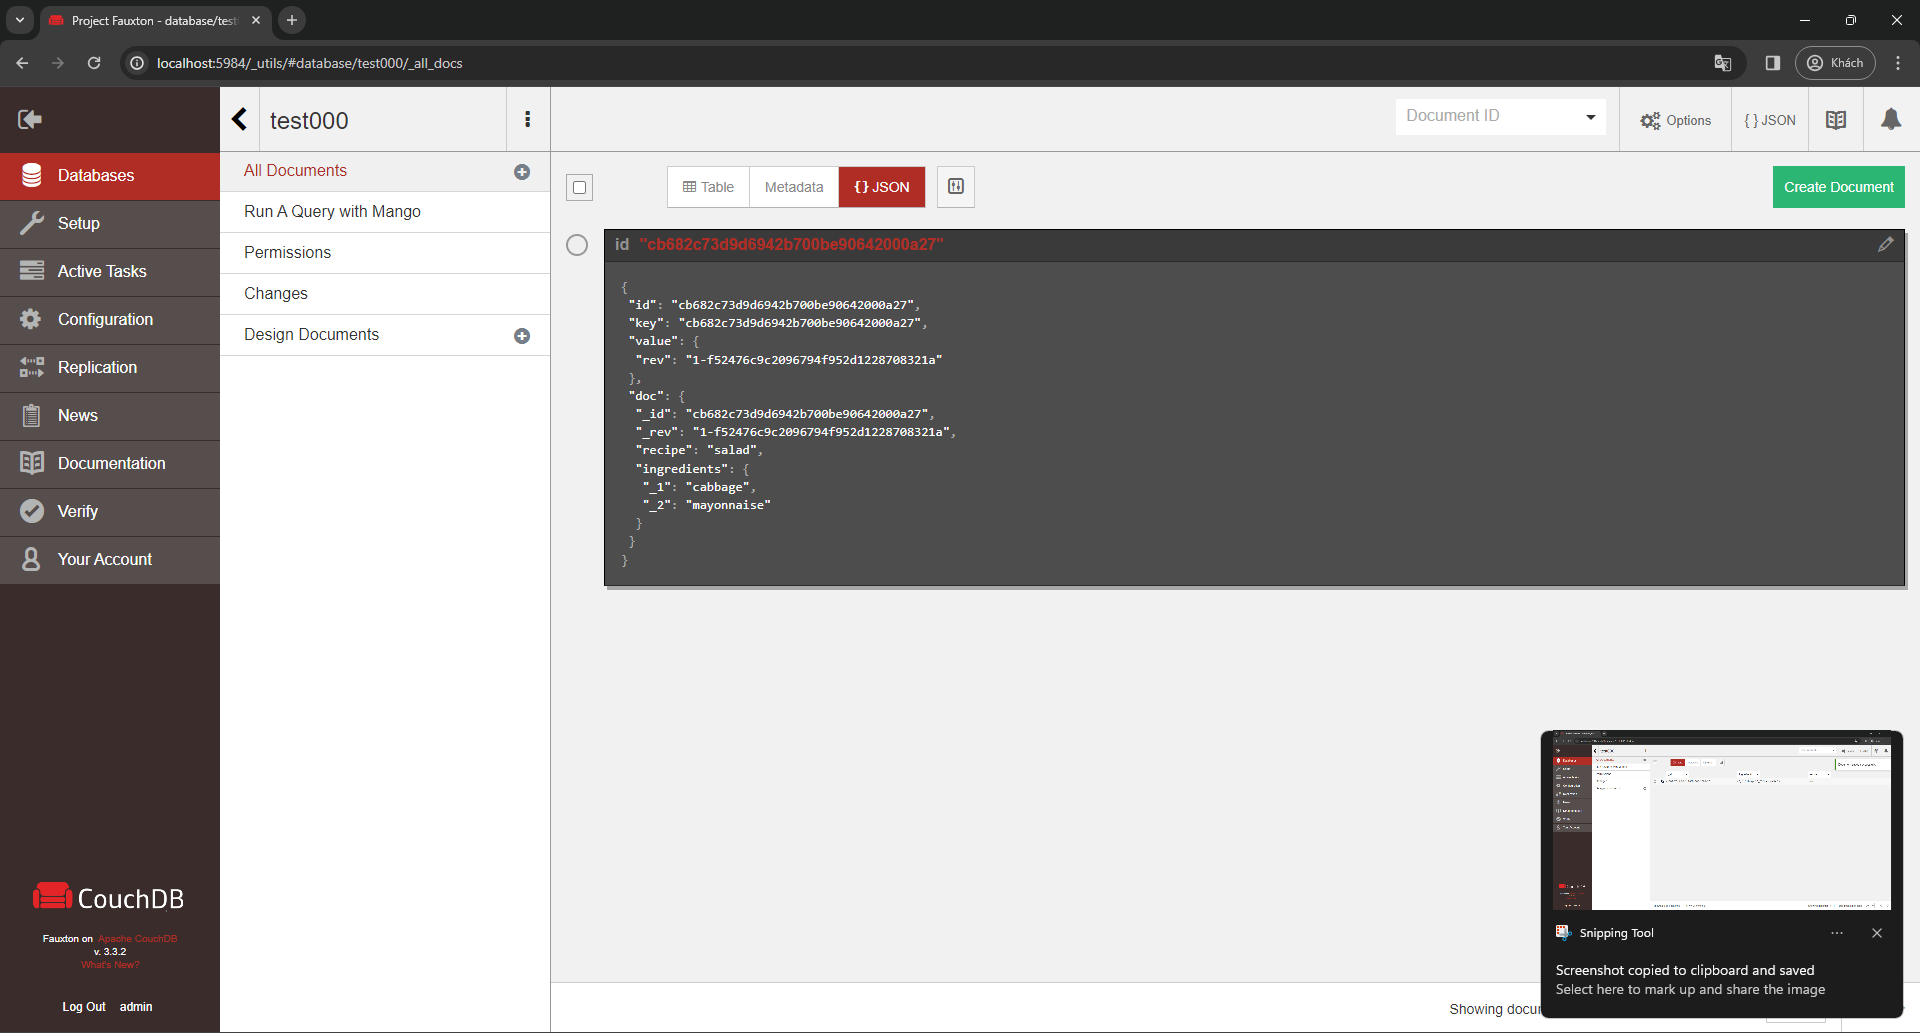 Project Fauxton - database/test
localhost:5984/_utils/#database/test000/_all_docs
Khách
test000
Document ID
Options
{ } JSON
Databases
Setup
Active Tasks
Configuration
Replication
News
Documentation
Verify
Your Account
All Documents
Run A Query with Mango
Permissions
Changes
Design Documents
Table
Metadata
{ } JSON
Create Document
id "cb682c73d9d6942b700be90642000a27"
{
"id": "cb682c73d9d6942b700be90642000a27",
"key": "cb682c73d9d6942b700be90642000a27",
"value": {
"rev": "1-f52476c9c2096794f952d1228708321a"
},
"doc": {
"_id": "cb682c73d9d6942b700be90642000a27",
"_rev": "1-f52476c9c2096794f952d1228708321a",
"recipe": "salad",
"ingredients": {
"_1": "cabbage",
"_2": "mayonnaise"
}
}
}
CouchDB
Fauxton on Apache CouchDB
v. 3.3.2
What's New?
Log Out admin
Showing
Snipping Tool
Screenshot copied to clipboard and saved
Select here to mark up and share the image